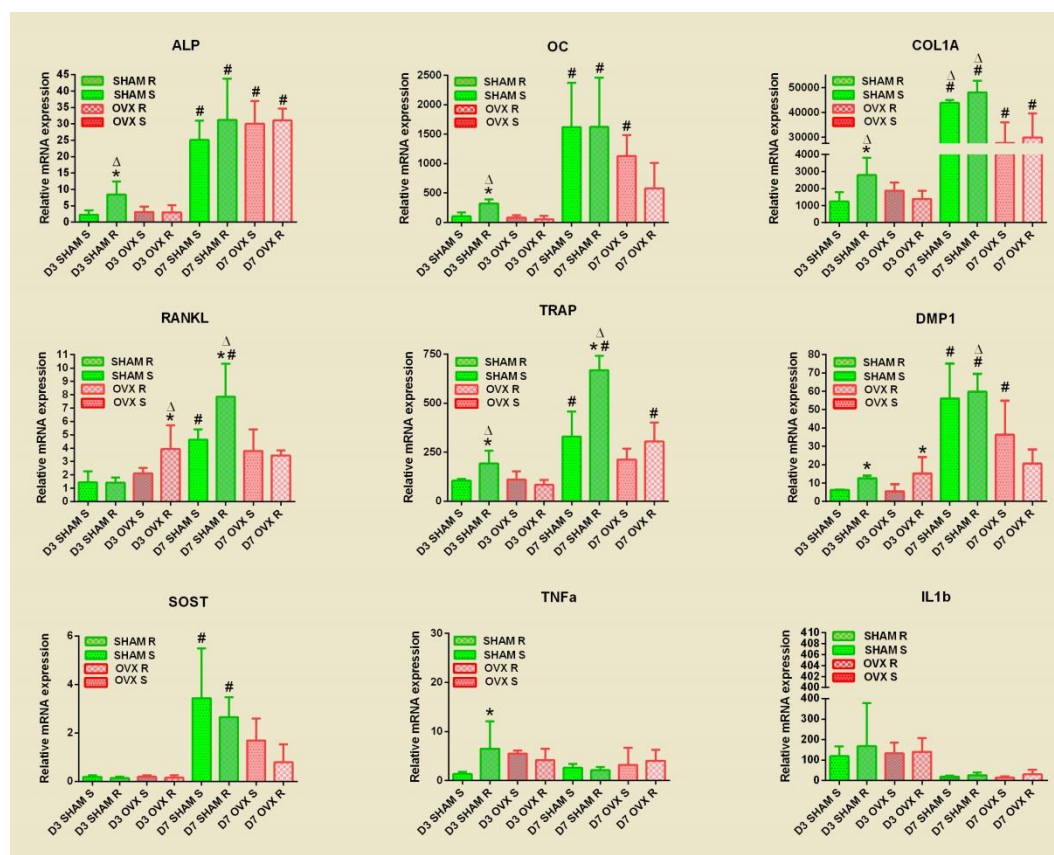 ALP
Relative mRNA expression
45
40
35
30
25
20
15
10
5
0
SHAM R
SHAM S
OVX R
OVX S
Δ
*
#
#
#
#
D3 SHAM S
D3 SHAM R
D3 OVX S
D3 OVX R
D7 SHAM S
D7 SHAM R
D7 OVX S
D7 OVX R
OC
Relative mRNA expression
2500
2000
1500
1000
500
0
SHAM R
SHAM S
OVX R
OVX S
Δ
*
#
#
#
D3 SHAM S
D3 SHAM R
D3 OVX S
D3 OVX R
D7 SHAM S
D7 SHAM R
D7 OVX S
D7 OVX R
COL1A
Relative mRNA expression
50000
40000
30000
4000
3000
2000
1000
0
SHAM R
SHAM S
OVX R
OVX S
Δ
*
Δ
#
Δ
#
#
#
D3 SHAM S
D3 SHAM R
D3 OVX S
D3 OVX R
D7 SHAM S
D7 SHAM R
D7 OVX S
D7 OVX R
RANKL
Relative mRNA expression
11
10
9
8
7
6
5
4
3
2
1
0
SHAM R
SHAM S
OVX R
OVX S
Δ
*
#
Δ
*#
D3 SHAM S
D3 SHAM R
D3 OVX S
D3 OVX R
D7 SHAM S
D7 SHAM R
D7 OVX S
D7 OVX R
TRAP
Relative mRNA expression
750
500
250
0
SHAM R
SHAM S
OVX R
OVX S
Δ
*
#
Δ
*#
#
D3 SHAM S
D3 SHAM R
D3 OVX S
D3 OVX R
D7 SHAM S
D7 SHAM R
D7 OVX S
D7 OVX R
DMP1
Relative mRNA expression
80
70
60
50
40
30
20
10
0
SHAM R
SHAM S
OVX R
OVX S
*
*
#
Δ
#
#
D3 SHAM S
D3 SHAM R
D3 OVX S
D3 OVX R
D7 SHAM S
D7 SHAM R
D7 OVX S
D7 OVX R
SOST
Relative mRNA expression
6
4
2
0
SHAM R
SHAM S
OVX R
OVX S
#
#
D3 SHAM S
D3 SHAM R
D3 OVX S
D3 OVX R
D7 SHAM S
D7 SHAM R
D7 OVX S
D7 OVX R
TNFa
Relative mRNA expression
30
20
10
0
SHAM R
SHAM S
OVX R
OVX S
*
D3 SHAM S
D3 SHAM R
D3 OVX S
D3 OVX R
D7 SHAM S
D7 SHAM R
D7 OVX S
D7 OVX R
IL1b
Relative mRNA expression
410
408
406
404
402
400
400
300
200
100
0
SHAM R
SHAM S
OVX R
OVX S
D3 SHAM S
D3 SHAM R
D3 OVX S
D3 OVX R
D7 SHAM S
D7 SHAM R
D7 OVX S
D7 OVX R